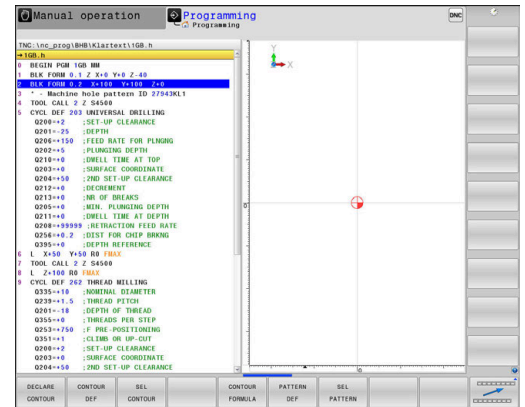 Manual operation
Programming
Programming
DNC
TNC:\nc_prog\BHB\Klartext\1GB.h
→1GB.h
0 BEGIN PGM 1GB MM
1 BLK FORM 0.1 Z X+0 Y+0 Z-40
2 BLK FORM 0.2 X+100 Y+100 Z+0
3 * - Machine hole pattern ID 27943KL1
4 TOOL CALL 2 Z S4500
5 CYCL DEF 203 UNIVERSAL DRILLING
Q200=+2 ;SET-UP CLEARANCE
Q201=-25 ;DEPTH
Q206=+150 ;FEED RATE FOR PLNGNG
Q202=+5 ;PLUNGING DEPTH
Q210=+0 ;DWELL TIME AT TOP
Q203=+0 ;SURFACE COORDINATE
Q204=+50 ;2ND SET-UP CLEARANCE
Q212=+0 ;DECREMENT
Q213=+0 ;NR OF BREAKS
Q205=+0 ;MIN. PLUNGING DEPTH
Q211=+0 ;DWELL TIME AT DEPTH
Q208=+99999 ;RETRACTION FEED RATE
Q256=+0.2 ;DIST FOR CHIP BRKNG
Q395=+0 ;DEPTH REFERENCE
6 L X+50 Y+50 R0 FMAX
7 TOOL CALL 2 Z S4500
8 L Z+100 R0 FMAX
9 CYCL DEF 262 THREAD MILLING
Q335=+10 ;NOMINAL DIAMETER
Q239=+1.5 ;THREAD PITCH
Q201=-18 ;DEPTH OF THREAD
Q355=+0 ;THREADS PER STEP
Q253=+750 ;F PRE-POSITIONING
Q351=+1 ;CLIMB OR UP-CUT
Q200=+2 ;SET-UP CLEARANCE
Q203=+0 ;SURFACE COORDINATE
Q204=+50 ;2ND SET-UP CLEARANCE
Y
X
0
0
DECLARE CONTOUR
CONTOUR DEF
SEL CONTOUR
CONTOUR FORMULA
PATTERN DEF
SEL PATTERN